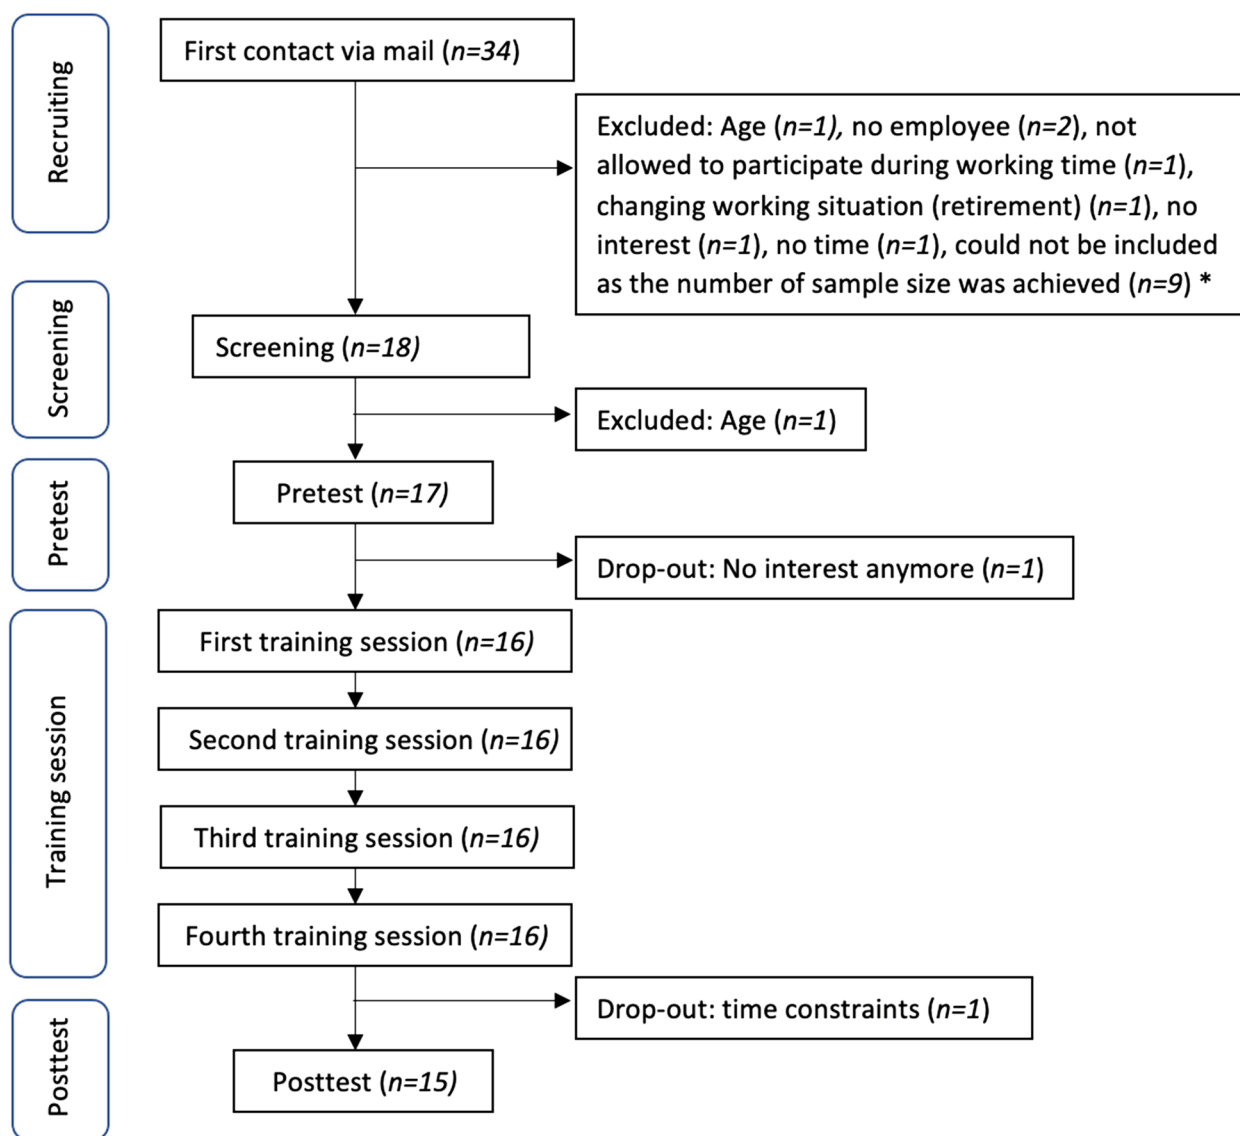 Recruiting
First contact via mail (n=34)
Excluded: Age (n=1), no employee (n=2), not
allowed to participate during working time (n=1),
changing working situation (retirement) (n=1), no
interest (n=1), no time (n=1), could not be included
as the number of sample size was achieved (n=9) *
Screening
Screening (n=18)
Excluded: Age (n=1)
Pretest
Pretest (n=17)
Drop-out: No interest anymore (n=1)
Training session
First training session (n=16)
Second training session (n=16)
Third training session (n=16)
Fourth training session (n=16)
Drop-out: time constraints (n=1)
Posttest
Posttest (n=15)